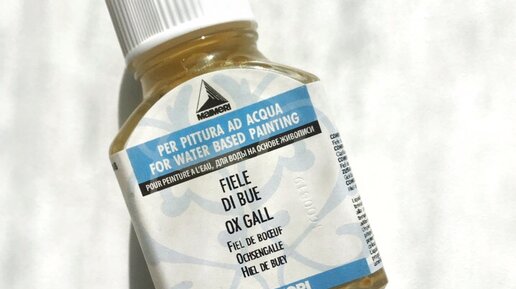 MAIMERI
PER PITTURA AD ACQUA
FOR WATER BASED PAINTING
POUR PEINTURE A L'EAU, ДЛЯ ВОДЫ НА ОСНОВЕ ЖИВОПИСИ
FIELE
DI BUE
OX GALL
FIEL DE BOEUF
OCHSENGALLE
HIEL DE BUEY